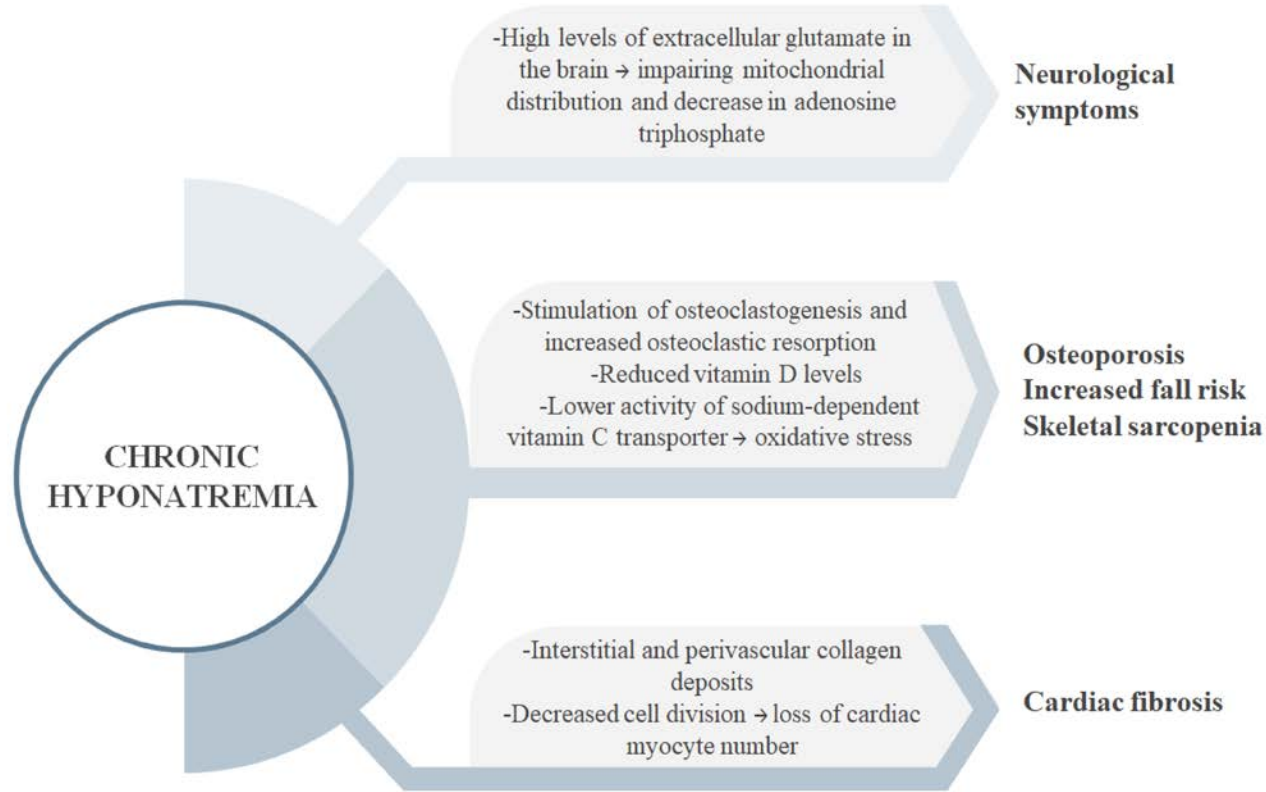 -High levels of extracellular glutamate in
the brain → impairing mitochondrial
distribution and decrease in adenosine
triphosphate
Neurological
symptoms
CHRONIC
HYPONATREMIA
-Stimulation of osteoclastogenesis and
increased osteoclastic resorption
-Reduced vitamin D levels
-Lower activity of sodium-dependent
vitamin C transporter → oxidative stress
Osteoporosis
Increased fall risk
Skeletal sarcopenia
-Interstitial and perivascular collagen
deposits
-Decreased cell division → loss of cardiac
myocyte number
Cardiac fibrosis